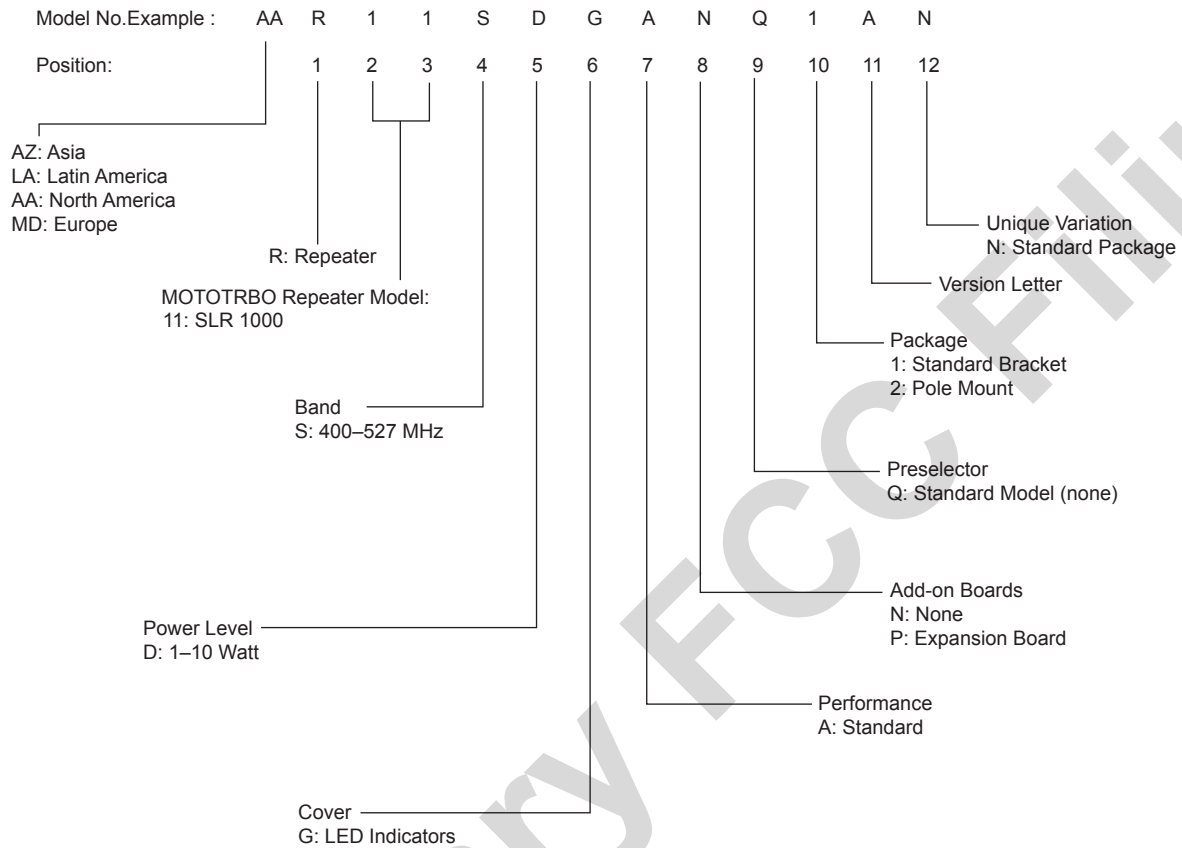 Model No.Example : AA R 1 1 S D G A N Q 1 A N
Position: 1 2 3 4 5 6 7 8 9 10 11 12
AZ: Asia
LA: Latin America
AA: North America
MD: Europe
R: Repeater
MOTOTRBO Repeater Model:
11: SLR 1000
Band
S: 400–527 MHz
Power Level
D: 1–10 Watt
Cover
G: LED Indicators
Unique Variation
N: Standard Package
Version Letter
Package
1: Standard Bracket
2: Pole Mount
Preselector
Q: Standard Model (none)
Add-on Boards
N: None
P: Expansion Board
Performance
A: Standard
FCC